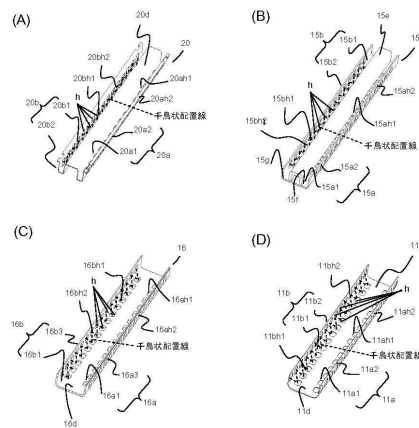 (A)
20d
20
20bh2
20bh1
20ah1
20ah2
h
20b
20b1
20b2
千鳥状配置線
20a2
20a
20a1
(B)
15b
15b1
15e
15
15b2
15ah2
h
15bh1
15ah1
15bh2
千鳥状配置線
15g
15a2
15f
15a1
15a
(C)
16
16bh1
h
16bh2
16ah1
16b
16ah2
16b3
千鳥状配置線
16b1
16a3
16a1
16a
16d
(D)
11
11bh2
h
11b
11b2
11b1
11ah2
11bh1
11ah1
千鳥状配置線
11a2
11a1
11a
11d